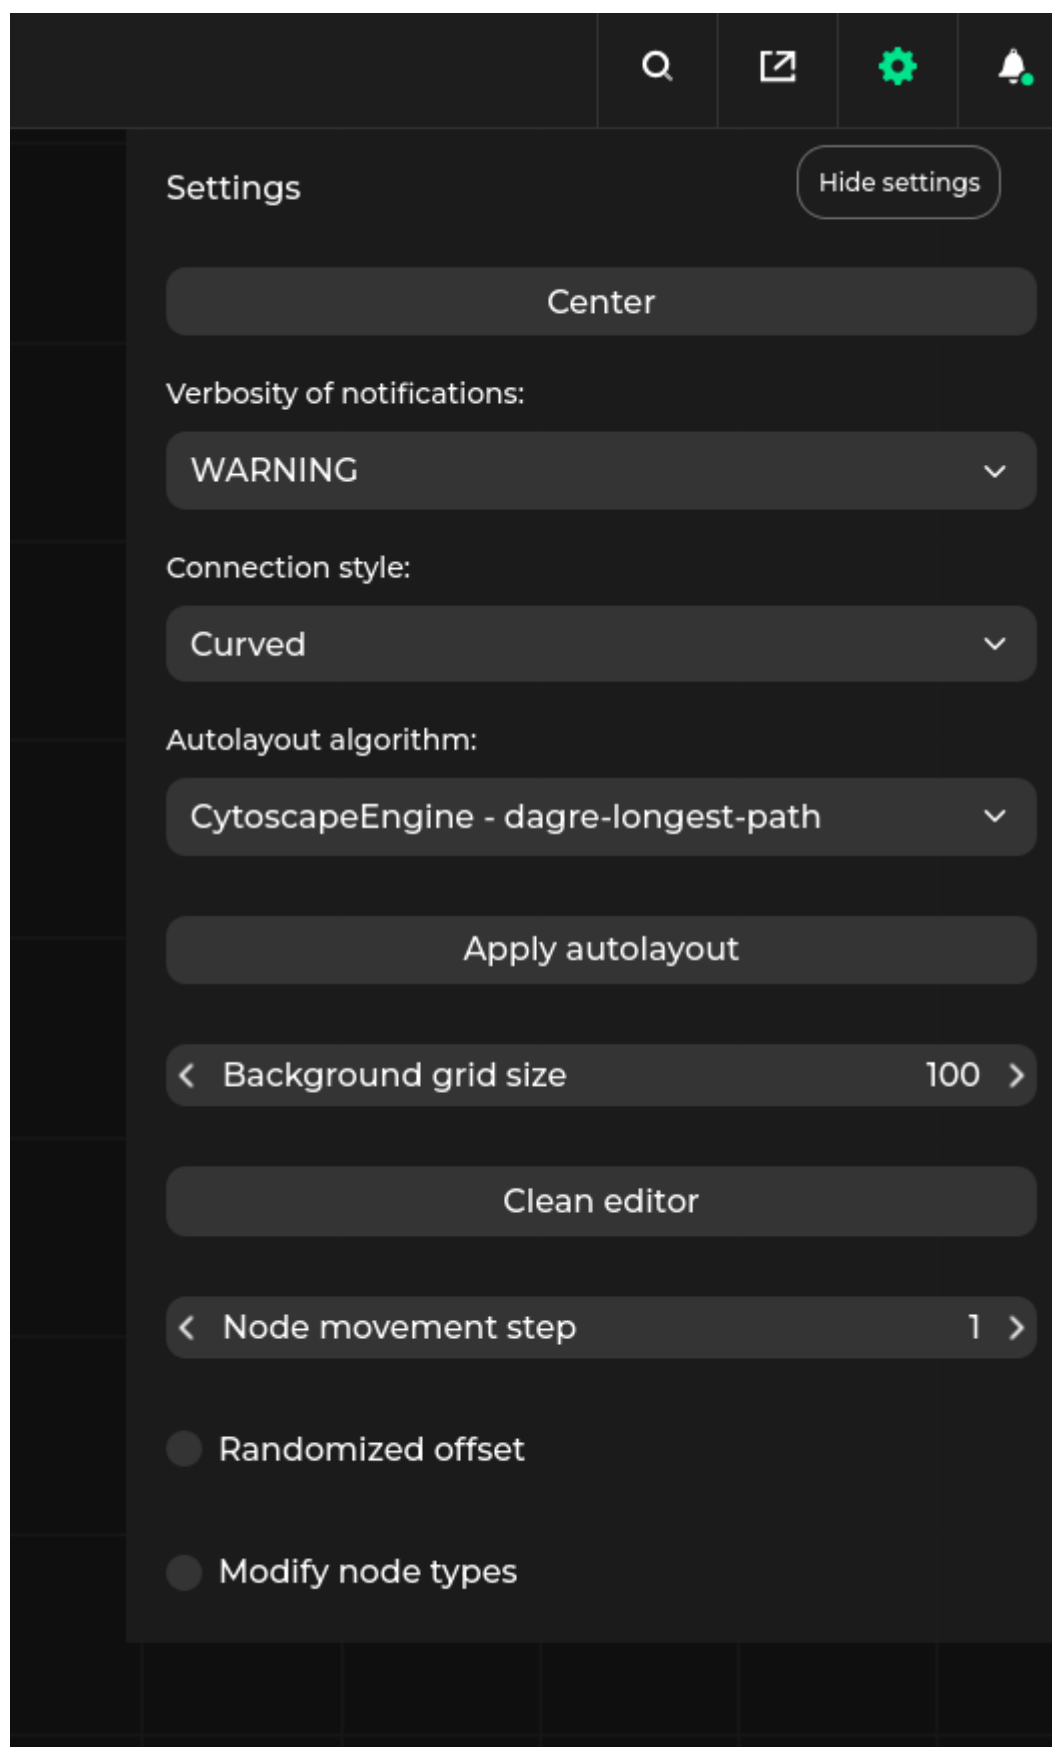 Settings
Hide settings
Center
Verbosity of notifications:
WARNING
Connection style:
Curved
Autolayout algorithm:
CytoscapeEngine - dagre-longest-path
Apply autolayout
Background grid size 100
Clean editor
Node movement step 1
Randomized offset
Modify node types